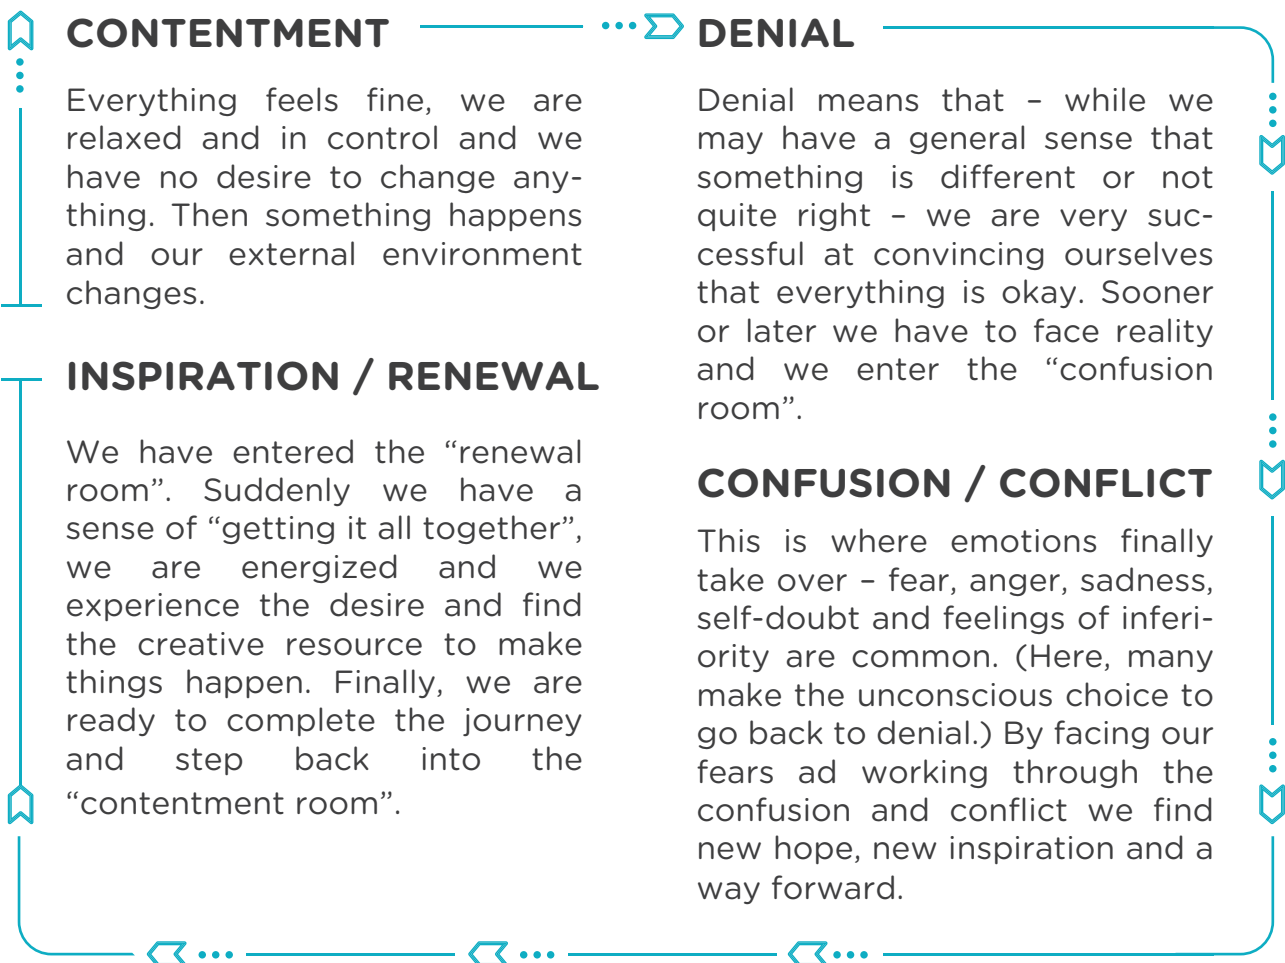 CONTENTMENT
Everything feels fine, we are
relaxed and in control and we
have no desire to change any-
thing. Then something happens
and our external environment
changes.
INSPIRATION / RENEWAL
We have entered the “renewal
room”. Suddenly we have a
sense of “getting it all together”,
we are energized and we
experience the desire and find
the creative resource to make
things happen. Finally, we are
ready to complete the journey
and step back into the
“contentment room”.
DENIAL
Denial means that – while we
may have a general sense that
something is different or not
quite right – we are very suc-
cessful at convincing ourselves
that everything is okay. Sooner
or later we have to face reality
and we enter the “confusion
room”.
CONFUSION / CONFLICT
This is where emotions finally
take over – fear, anger, sadness,
self-doubt and feelings of inferi-
ority are common. (Here, many
make the unconscious choice to
go back to denial.) By facing our
fears ad working through the
confusion and conflict we find
new hope, new inspiration and a
way forward.